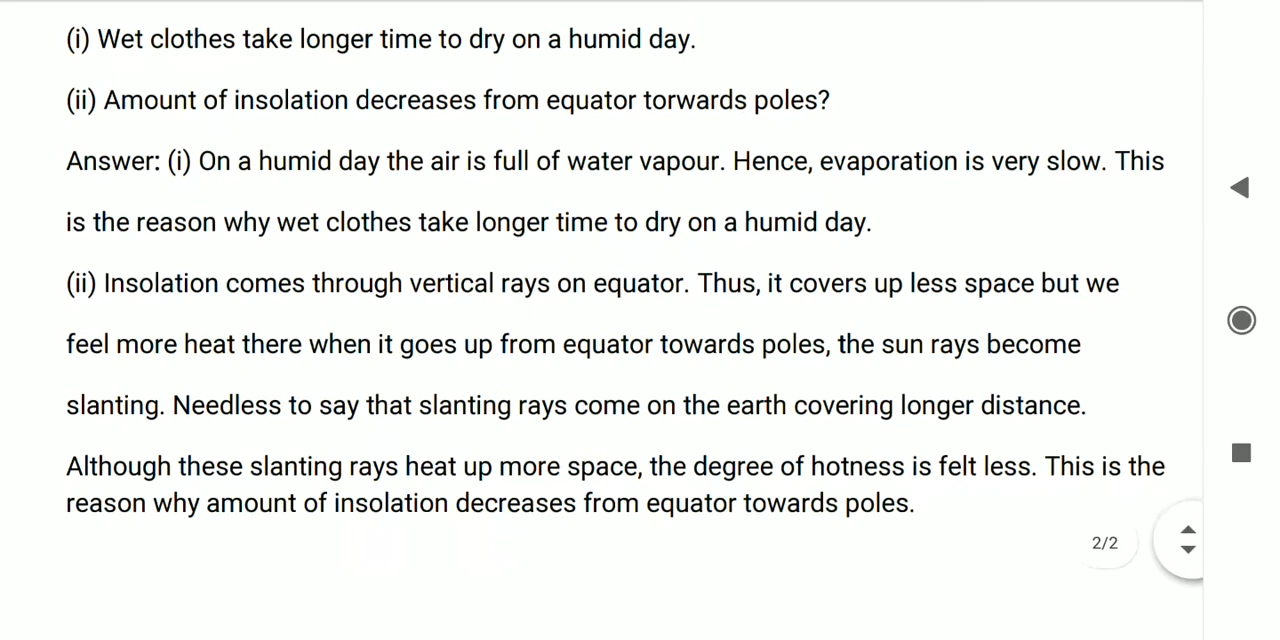 (i) Wet clothes take longer time to dry on a humid day.
(ii) Amount of insolation decreases from equator torwards poles?
Answer: (i) On a humid day the air is full of water vapour. Hence, evaporation is very slow. This
is the reason why wet clothes take longer time to dry on a humid day.
(ii) Insolation comes through vertical rays on equator. Thus, it covers up less space but we
feel more heat there when it goes up from equator towards poles, the sun rays become
slanting. Needless to say that slanting rays come on the earth covering longer distance.
Although these slanting rays heat up more space, the degree of hotness is felt less. This is the
reason why amount of insolation decreases from equator towards poles.
2/2